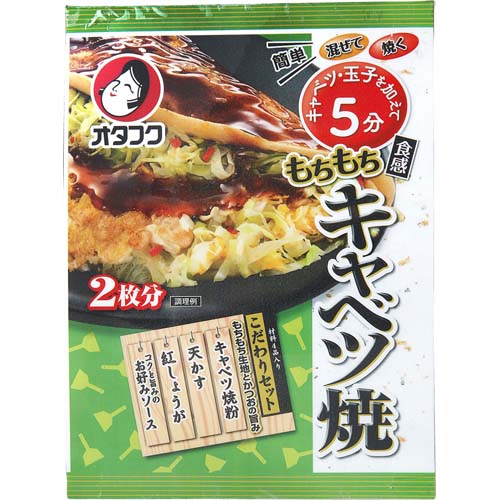 簡単
混ぜて
焼く
キャベツ・玉子を加えて
5分
オタフク
もちもち
食感
キャベツ焼
2枚分
調理例
材料4品入り
こだわりセット
もちもち生地とかつおの旨み
キャベツ焼粉
天かす
紅しょうが
コクと旨みの
お好みソース